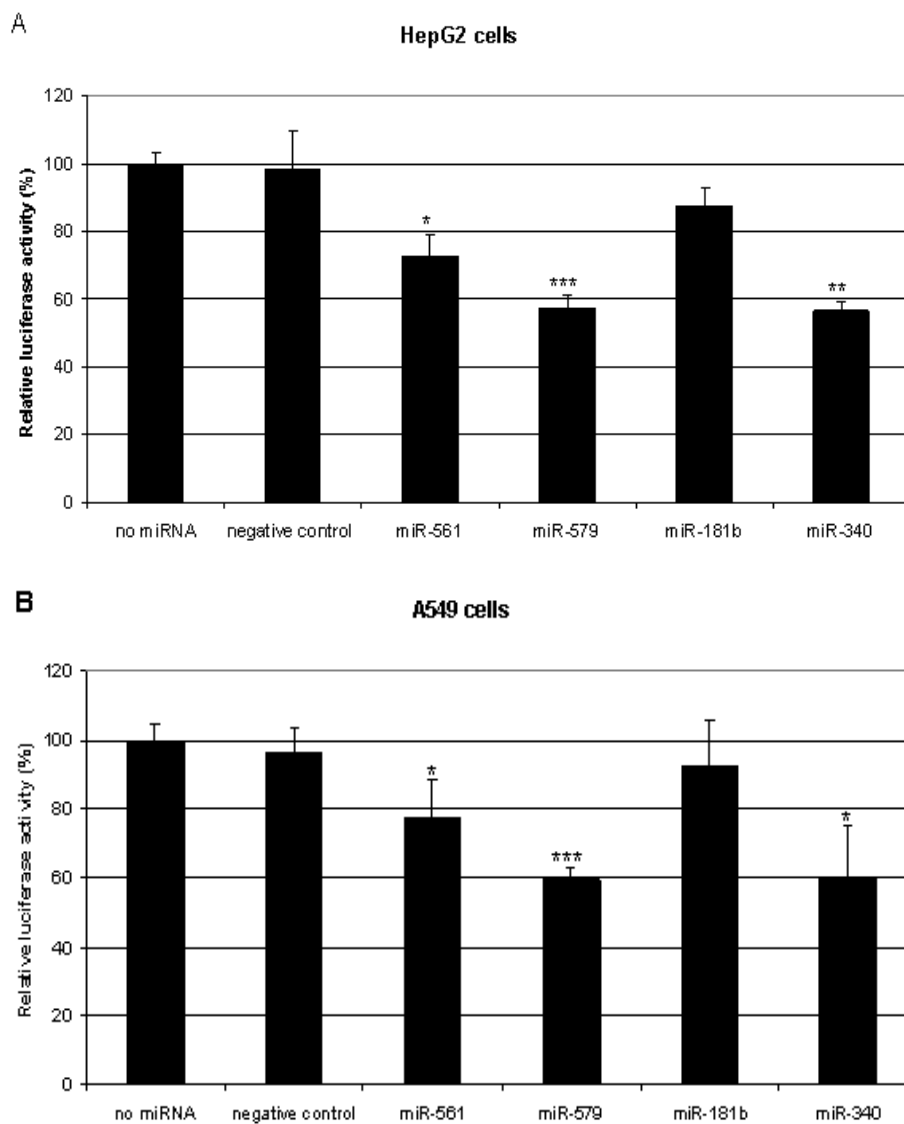 A
HepG2 cells
Relative luciferase activity (%)
120
100
80
60
40
20
0
*
***
**
no miRNA negative control miR-561 miR-579 miR-181b miR-340
B
A549 cells
Relative luciferase activity (%)
120
100
80
60
40
20
0
*
***
*
no miRNA negative control miR-561 miR-579 miR-181b miR-340